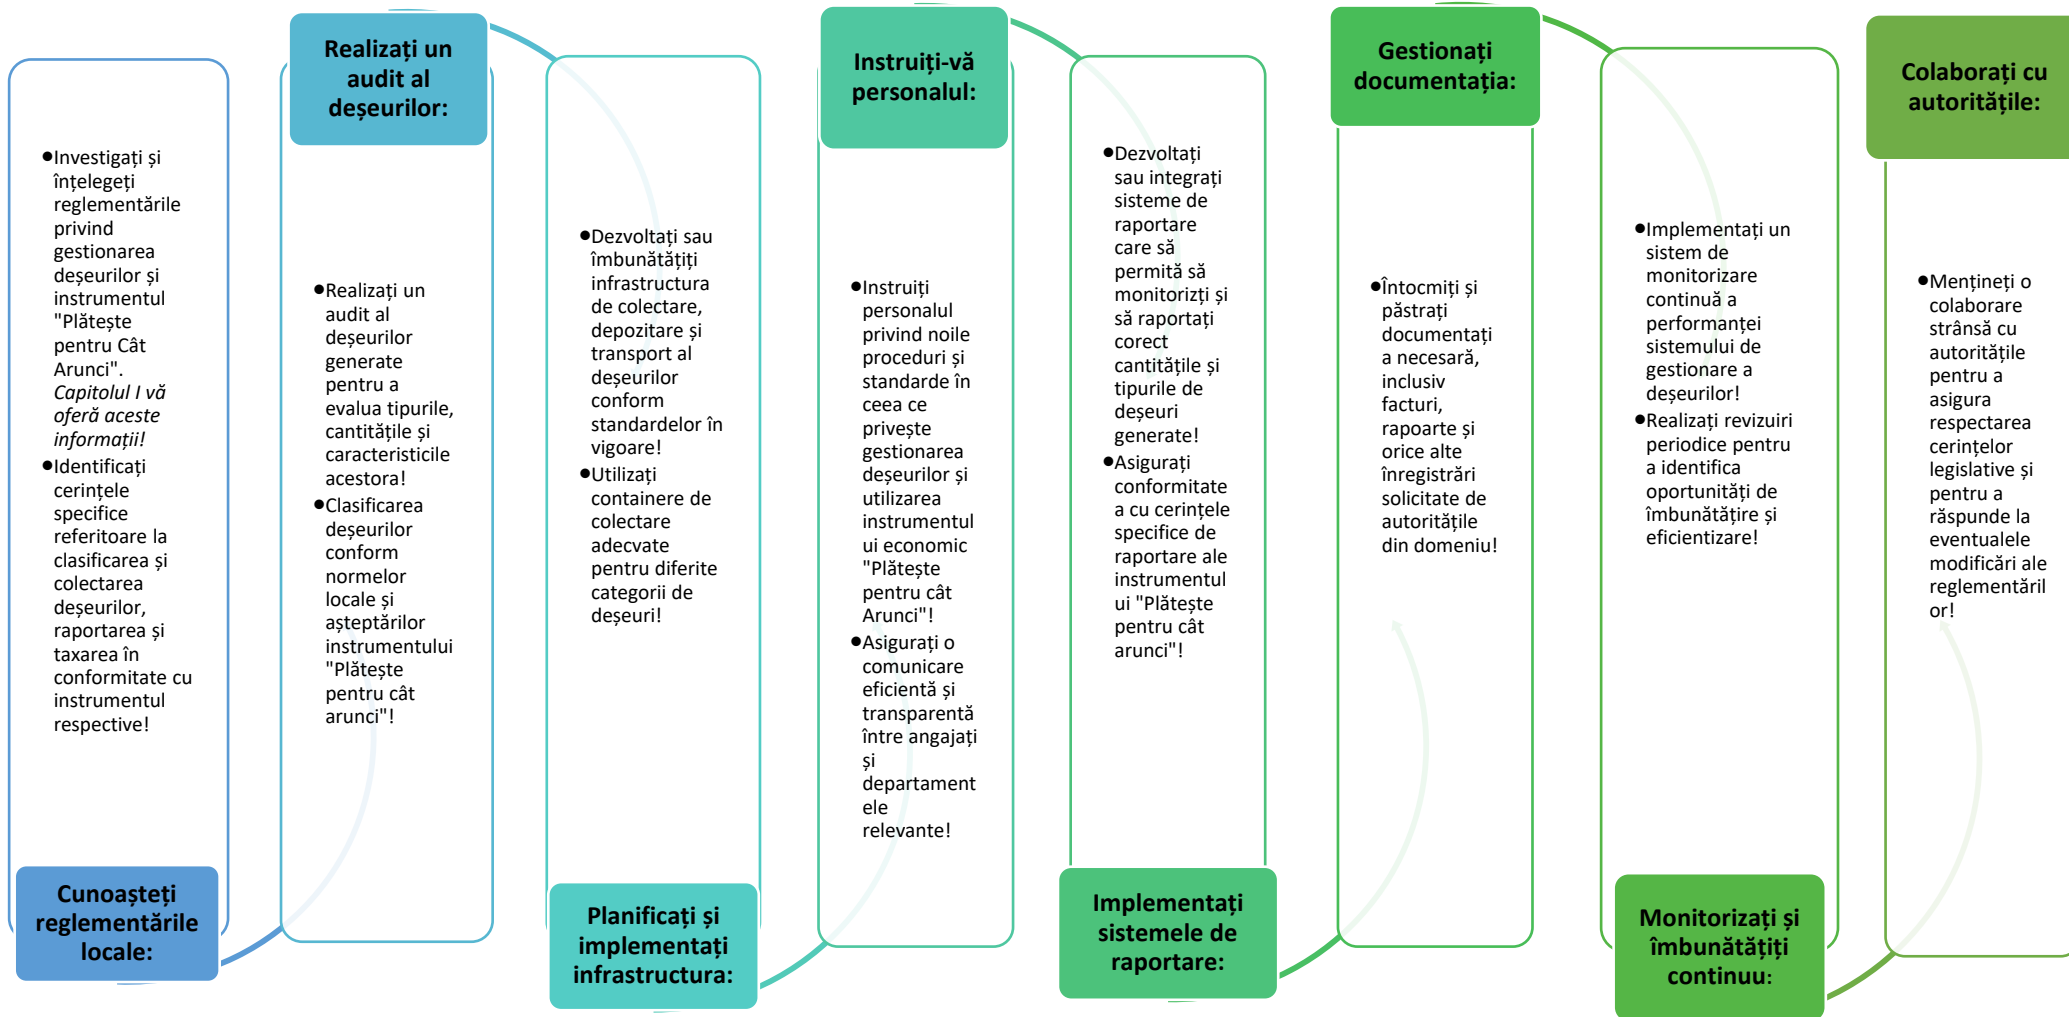 ●Investigați și
înțelegeți
reglementările
privind
gestionarea
deșeurilor și
instrumentul
"Plătește
pentru Cât
Arunci".
Capitolul I vă
oferă aceste
informații!
●Identificați
cerințele
specifice
referitoare la
clasificarea și
colectarea
deșeurilor,
raportarea și
taxarea în
conformitate cu
instrumentul
respective!
Cunoașteți
reglementările
locale:
Realizați un
audit al
deșeurilor:
●Realizați un
audit al
deșeurilor
generate
pentru a
evalua tipurile,
cantitățile și
caracteristicile
acestora!
●Clasificarea
deșeurilor
conform
normelor
locale și
așteptărilor
instrumentului
"Plătește
pentru cât
arunci"!
●Dezvoltați sau
îmbunătățiți
infrastructura
de colectare,
depozitare și
transport al
deșeurilor
conform
standardelor în
vigoare!
●Utilizați
containere de
colectare
adecvate
pentru diferite
categorii de
deșeuri!
Planificați și
implementați
infrastructura:
Instruiți-vă
personalul:
●Instruiți
personalul
privind noile
proceduri și
standarde în
ceea ce
privește
gestionarea
deșeurilor și
utilizarea
instrumentul
ui economic
"Plătește
pentru cât
Arunci"!
●Asigurați o
comunicare
eficientă și
transparentă
între angajați
și
departament
ele
relevante!
●Dezvoltați
sau integrați
sisteme de
raportare
care să
permită să
monitorizți și
să raportați
corect
cantitățile și
tipurile de
deșeuri
generate!
●Asigurați
conformitate
a cu cerințele
specifice de
raportare ale
instrumentul
ui "Plătește
pentru cât
arunci"!
Implementați
sistemele de
raportare:
Gestionați
documentația:
●Întocmiți și
păstrați
documentați
a necesară,
inclusiv
facturi,
rapoarte și
orice alte
înregistrări
solicitate de
autoritățile
din domeniu!
●Implementați un
sistem de
monitorizare
continuă a
performanței
sistemului de
gestionare a
deșeurilor!
●Realizați revizuiri
periodice pentru
a identifica
oportunități de
îmbunătățire și
eficientizare!
Monitorizați și
îmbunătățiți
continuu:
Colaborați cu
autoritățile:
●Mențineți o
colaborare
strânsă cu
autoritățile
pentru a
asigura
respectarea
cerințelor
legislative și
pentru a
răspunde la
eventualele
modificări ale
reglementăril
or!